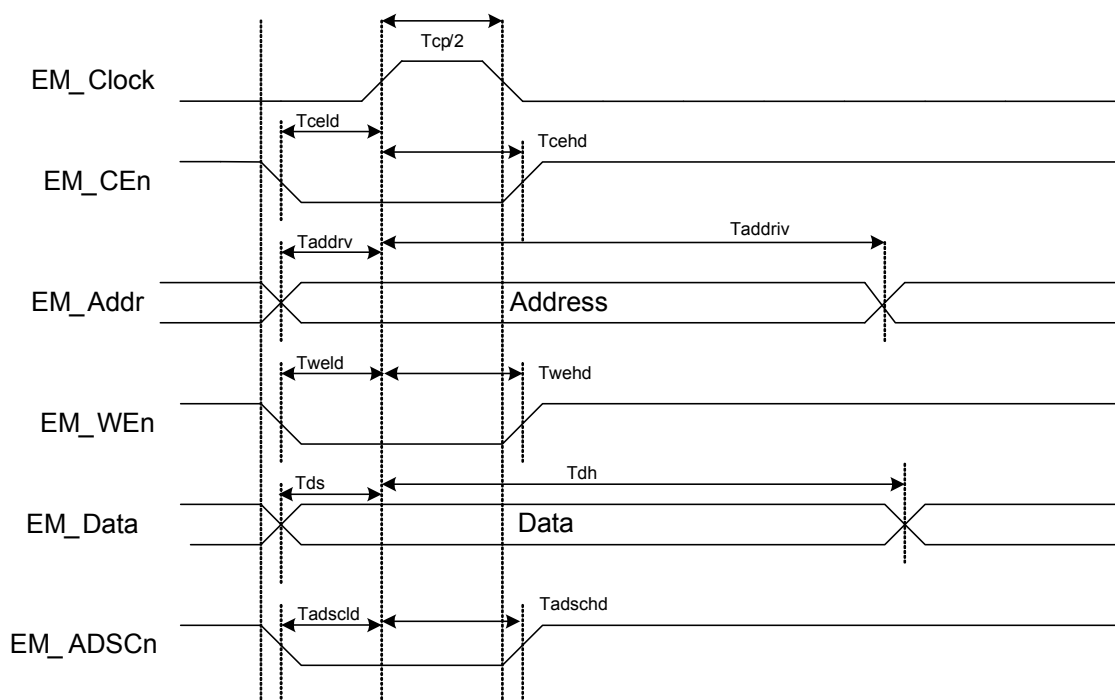 Tcp/2
EM_Clock
Tceld
Tcehd
EM_CEn
Taddrv
Taddriv
EM_Addr
Address
Tweld
Twehd
EM_WEn
Tds
Tdh
EM_Data
Data
Tadscld
Tadschd
EM_ADSCn